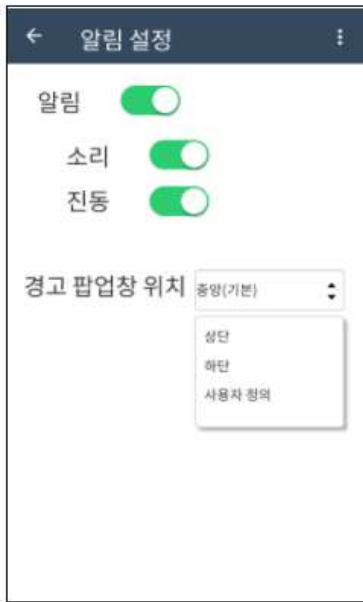 알림 설정
알림
소리
진동
경고 팝업창 위치 중앙(기본)
상단
하단
사용자 정의